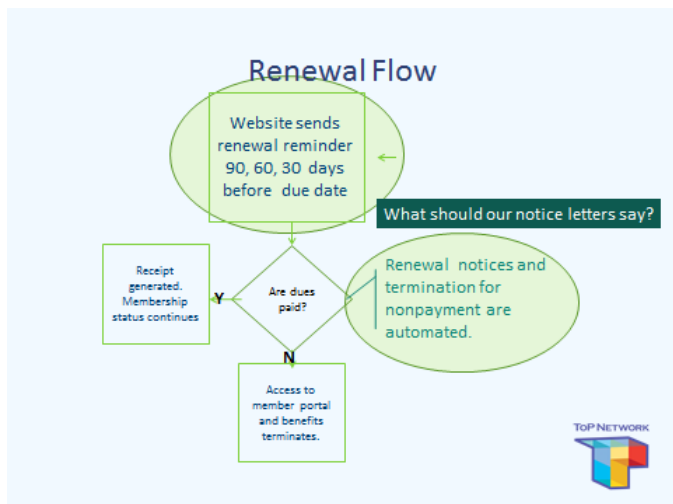 Renewal Flow
Website sends
renewal reminder
90, 60, 30 days
before due date
What should our notice letters say?
Receipt
generated.
Membership
status continues
Y
Are dues
paid?
Renewal notices and
termination for
nonpayment are
automated.
N
Access to
member portal
and benefits
terminates.
ToP NETWORK